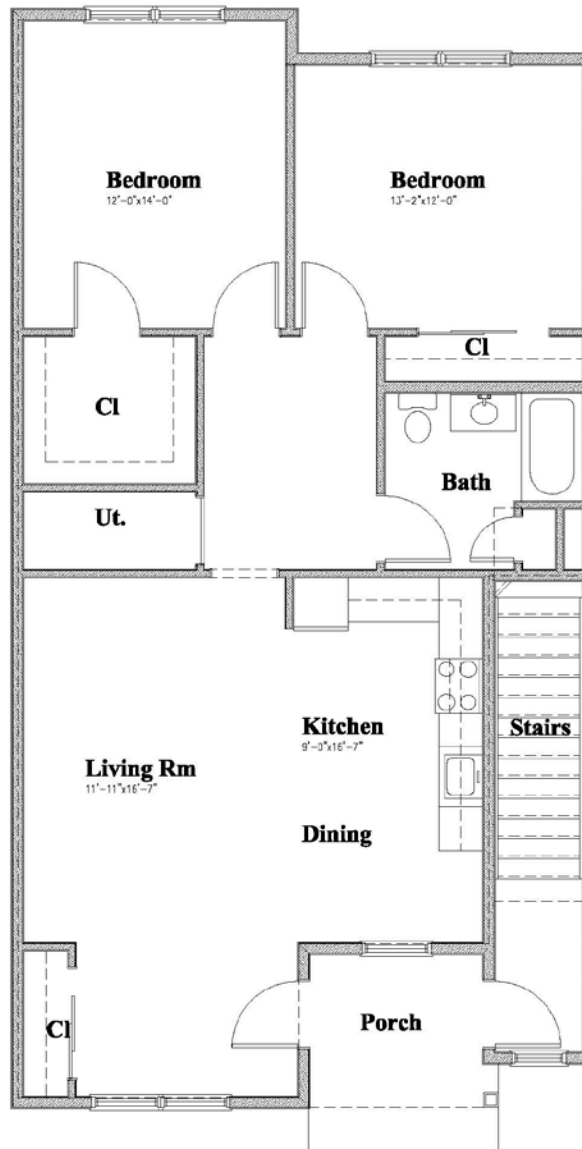 Bedroom
12'-0"x14'-0"
Bedroom
13'-2"x12'-0"
Cl
Cl
Bath
Ut.
Kitchen
9'-0"x16'-7"
Stairs
Living Rm
11'-11"x16'-7"
Dining
Cl
Porch